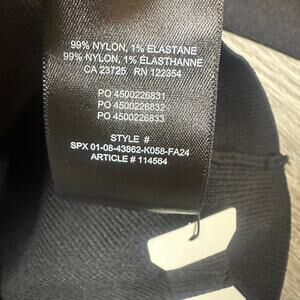 99% NYLON, 1% ELASTANE
99% NYLON, 1% ÉLASTHANNE
CA 23725 RN 122354
PO 4500226831
PO 4500226832
PO 4500226833
STYLE #
SPX 01-08-43862-K058-FA24
ARTICLE # 114564